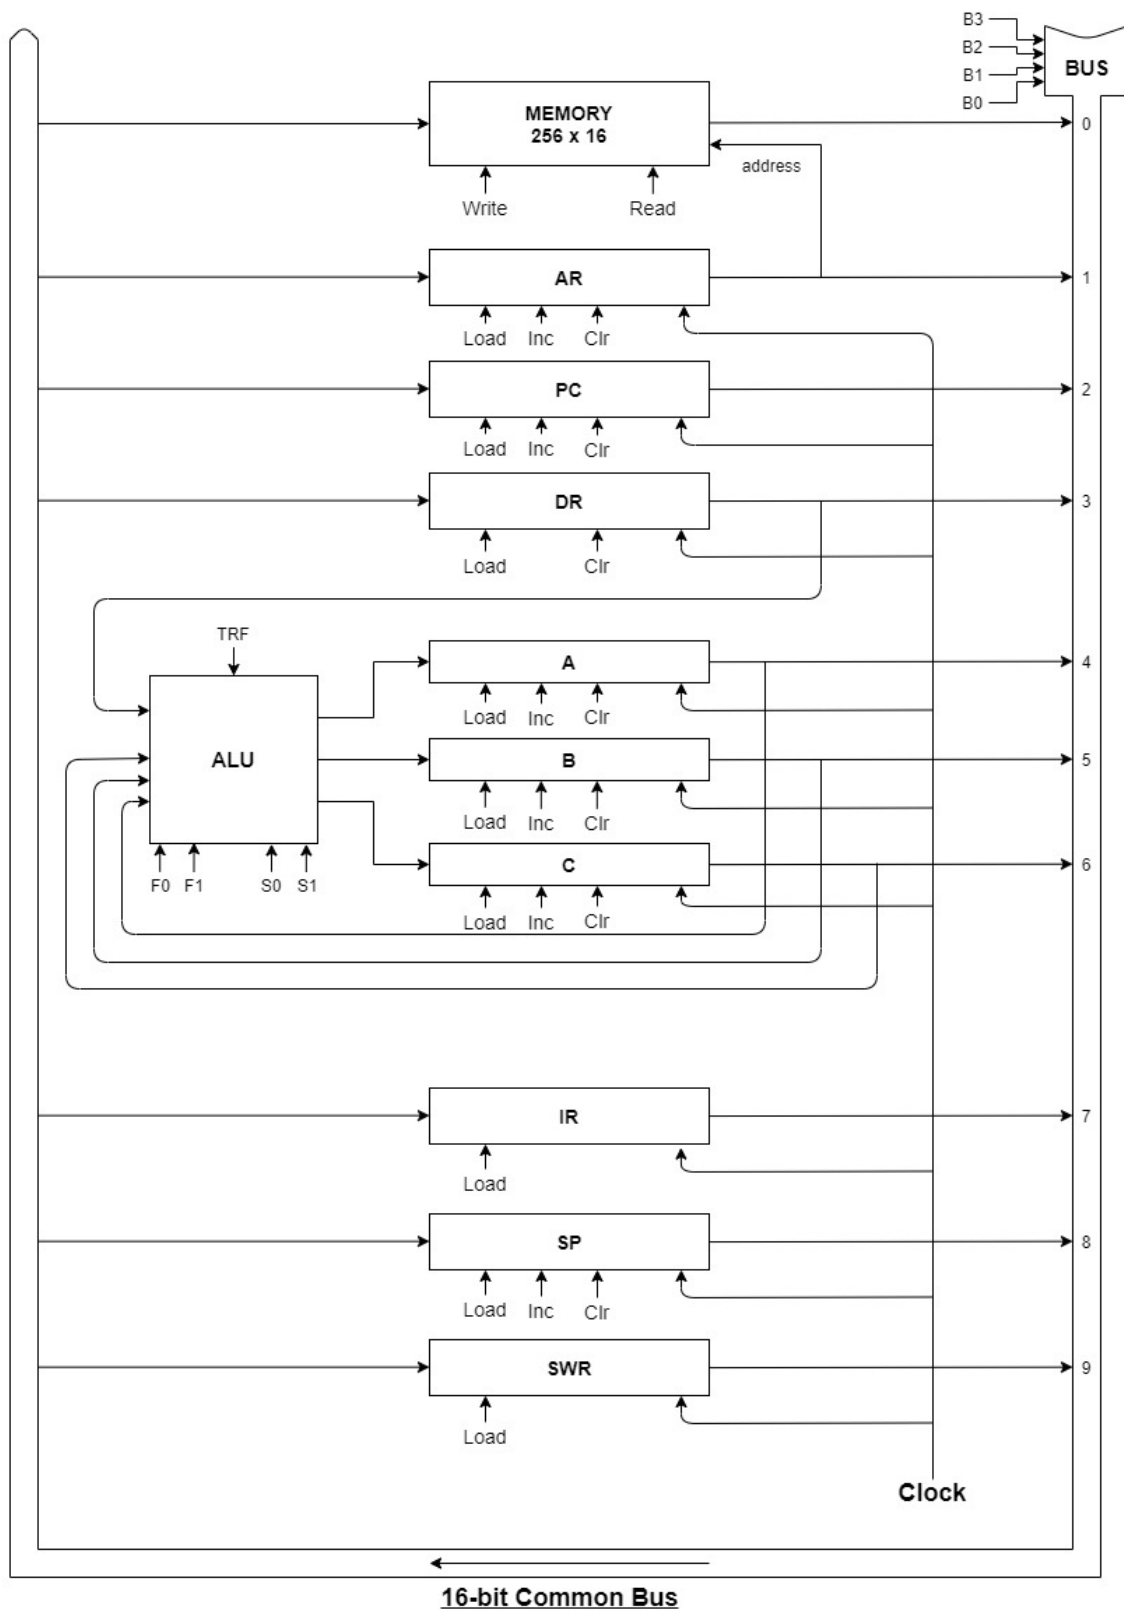 B3
B2
B1
B0
BUS
MEMORY
256 x 16
0
address
Write
Read
AR
1
Load
Inc
Clr
PC
2
Load
Inc
Clr
DR
3
Load
Clr
TRF
A
4
Load
Inc
Clr
ALU
B
5
Load
Inc
Clr
C
6
F0
F1
S0
S1
Load
Inc
Clr
IR
7
Load
SP
8
Load
Inc
Clr
SWR
9
Load
Clock
16-bit Common Bus